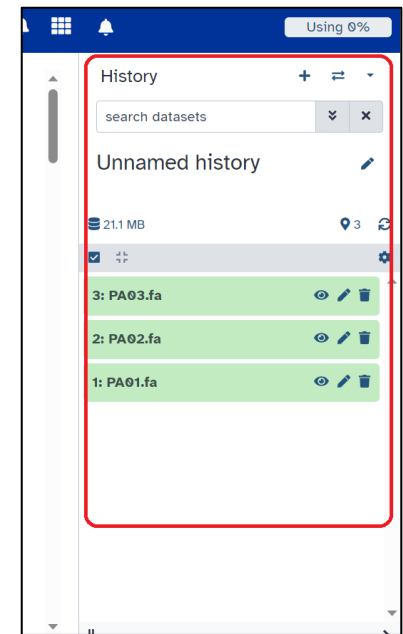 Using 0%
History
search datasets
Unnamed history
21.1 MB
3
3: PA03.fa
2: PA02.fa
1: PA01.fa